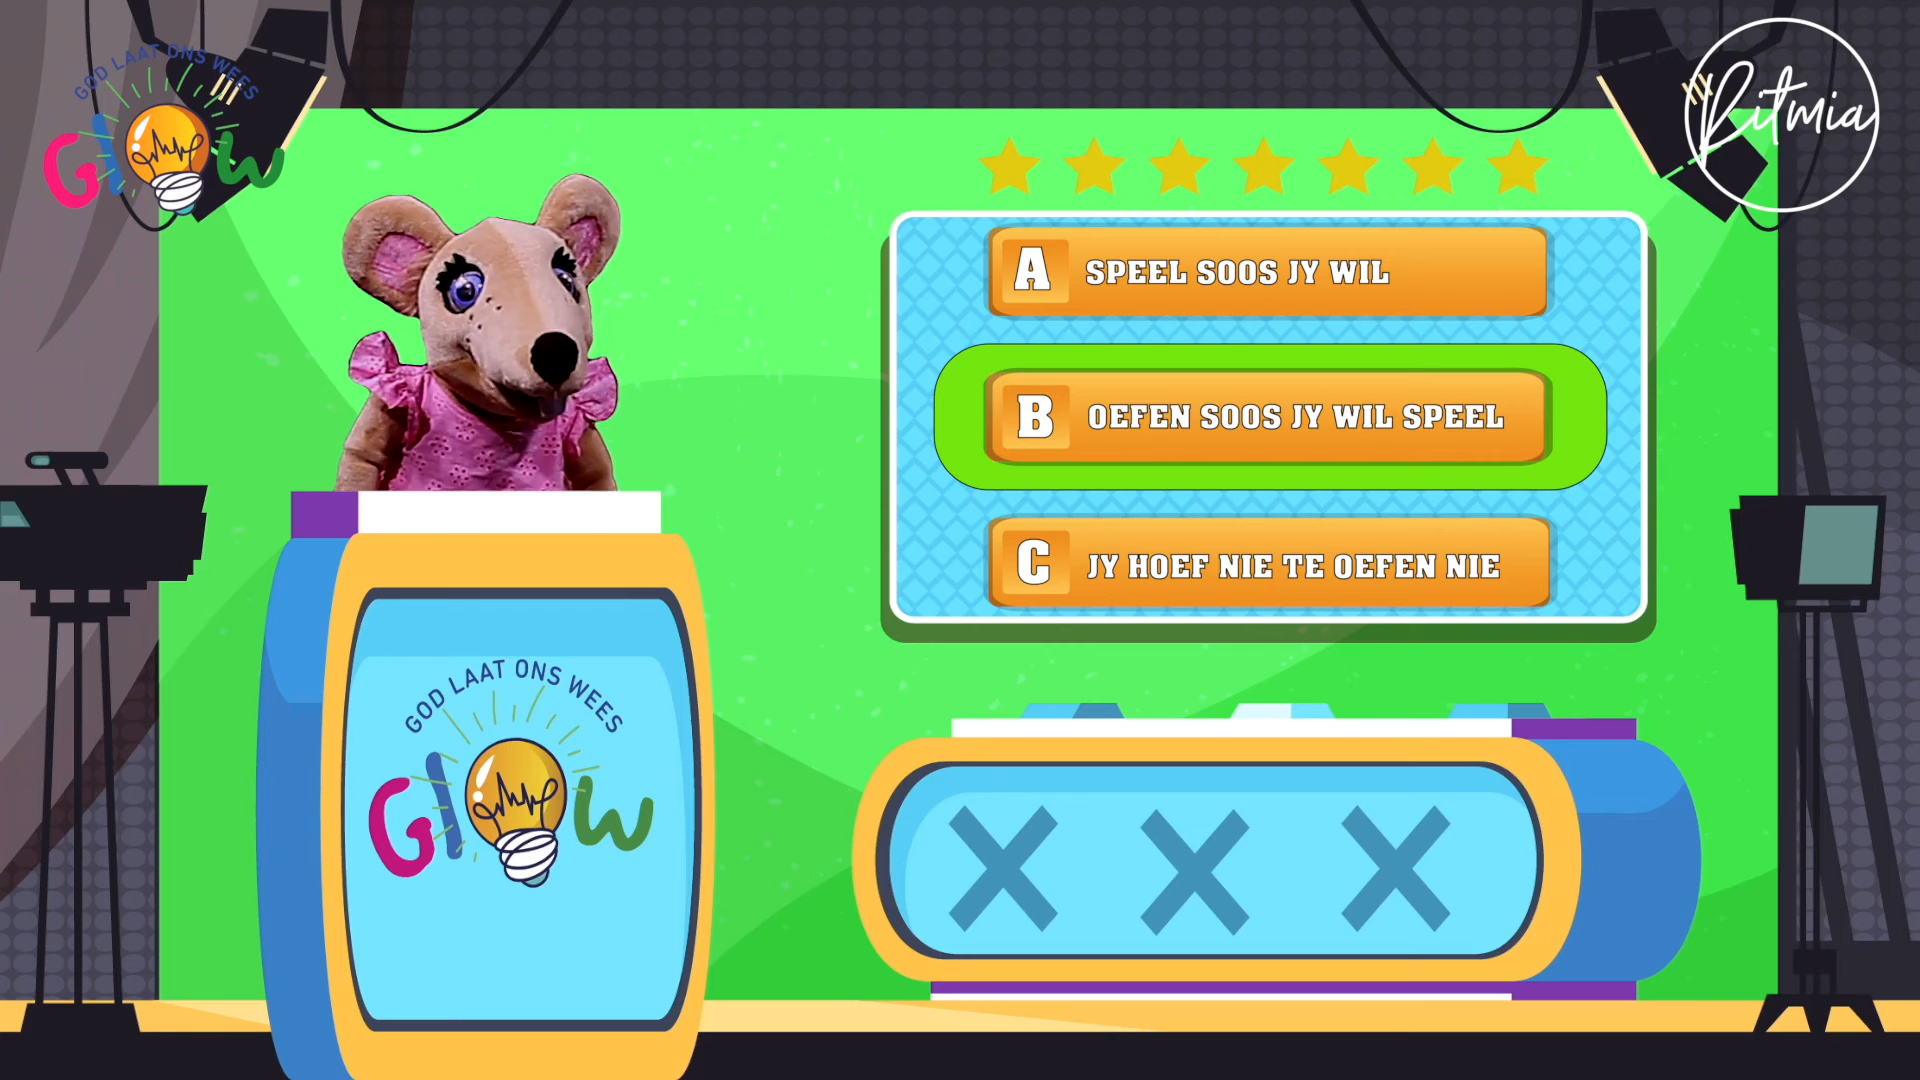 GOD LAAT ONS WEES
GlOW
Ritmia
A SPEEL SOOS JY WIL
B OEFEN SOOS JY WIL SPEEL
C JY HOEF NIE TE OEFEN NIE
GOD LAAT ONS WEES
GlOW
X X X